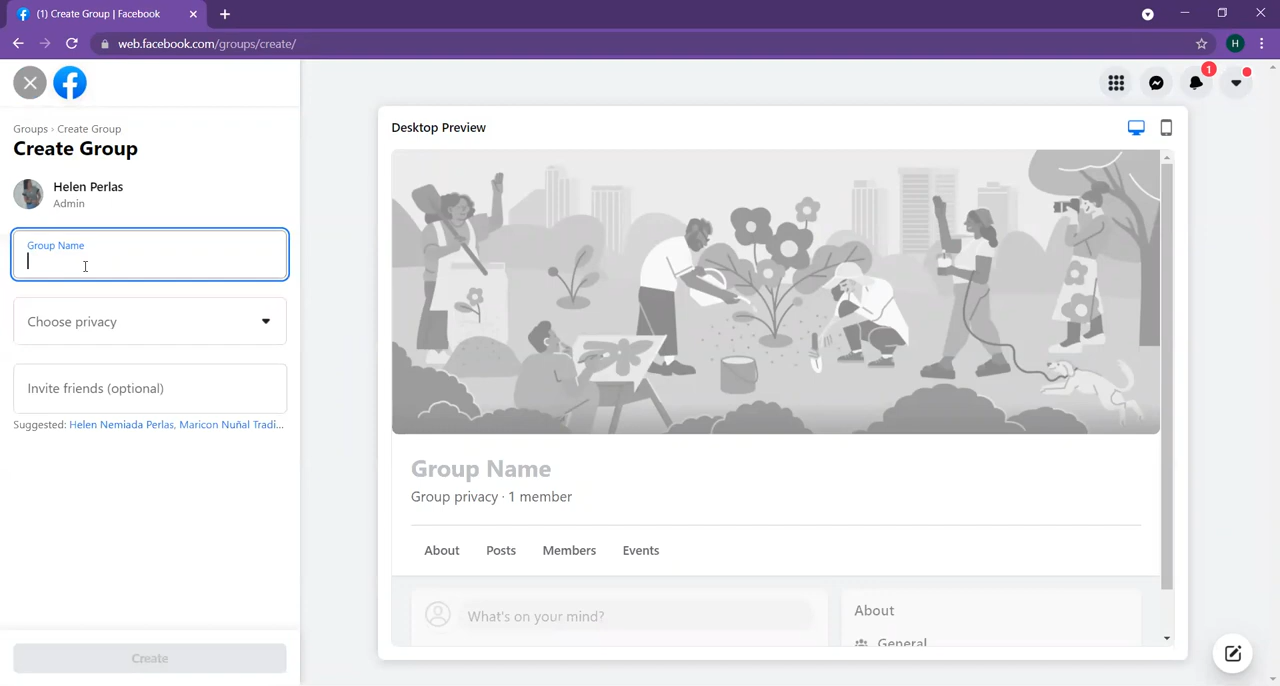 (1) Create Group | Facebook
web.facebook.com/groups/create/
H
1
Groups › Create Group
Create Group
Helen Perlas
Admin
Group Name
Choose privacy
Invite friends (optional)
Suggested: Helen Nemiada Perlas, Maricon Nuñal Tradi...
Create
Desktop Preview
Group Name
Group privacy · 1 member
About Posts Members Events
What's on your mind?
About
General